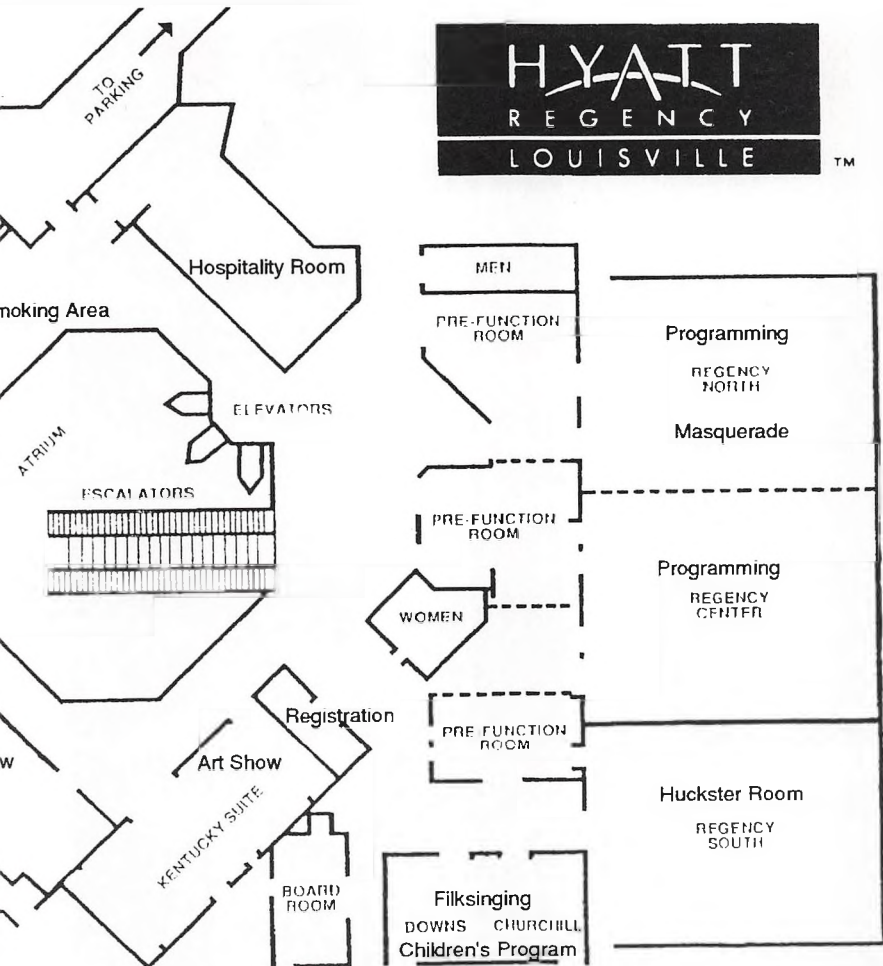 HYATT
REGENCY
LOUISVILLE
TM
TO
PARKING
Hospitality Room
MEN
moking Area
PRE-FUNCTION
ROOM
Programming
REGENCY
NORTH
Masquerade
ELEVATORS
ATRIUM
ESCALATORS
PRE-FUNCTION
ROOM
Programming
REGENCY
CENTER
WOMEN
Registration
PRE-FUNCTION
ROOM
w
Art Show
KENTUCKY SUITE
Huckster Room
REGENCY
SOUTH
BOARD
ROOM
Filksinging
DOWNS CHURCHILL
Children's Program